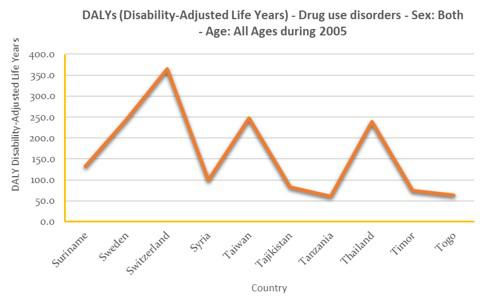 DALYs (Disability-Adjusted Life Years) - Drug use disorders - Sex: Both
- Age: All Ages during 2005
DALY Disability-Adjusted Life Years
400.0
350.0
300.0
250.0
200.0
150.0
100.0
50.0
0.0
Suriname
Sweden
Switzerland
Syria
Taiwan
Tajikistan
Tanzania
Thailand
Timor
Togo
Country